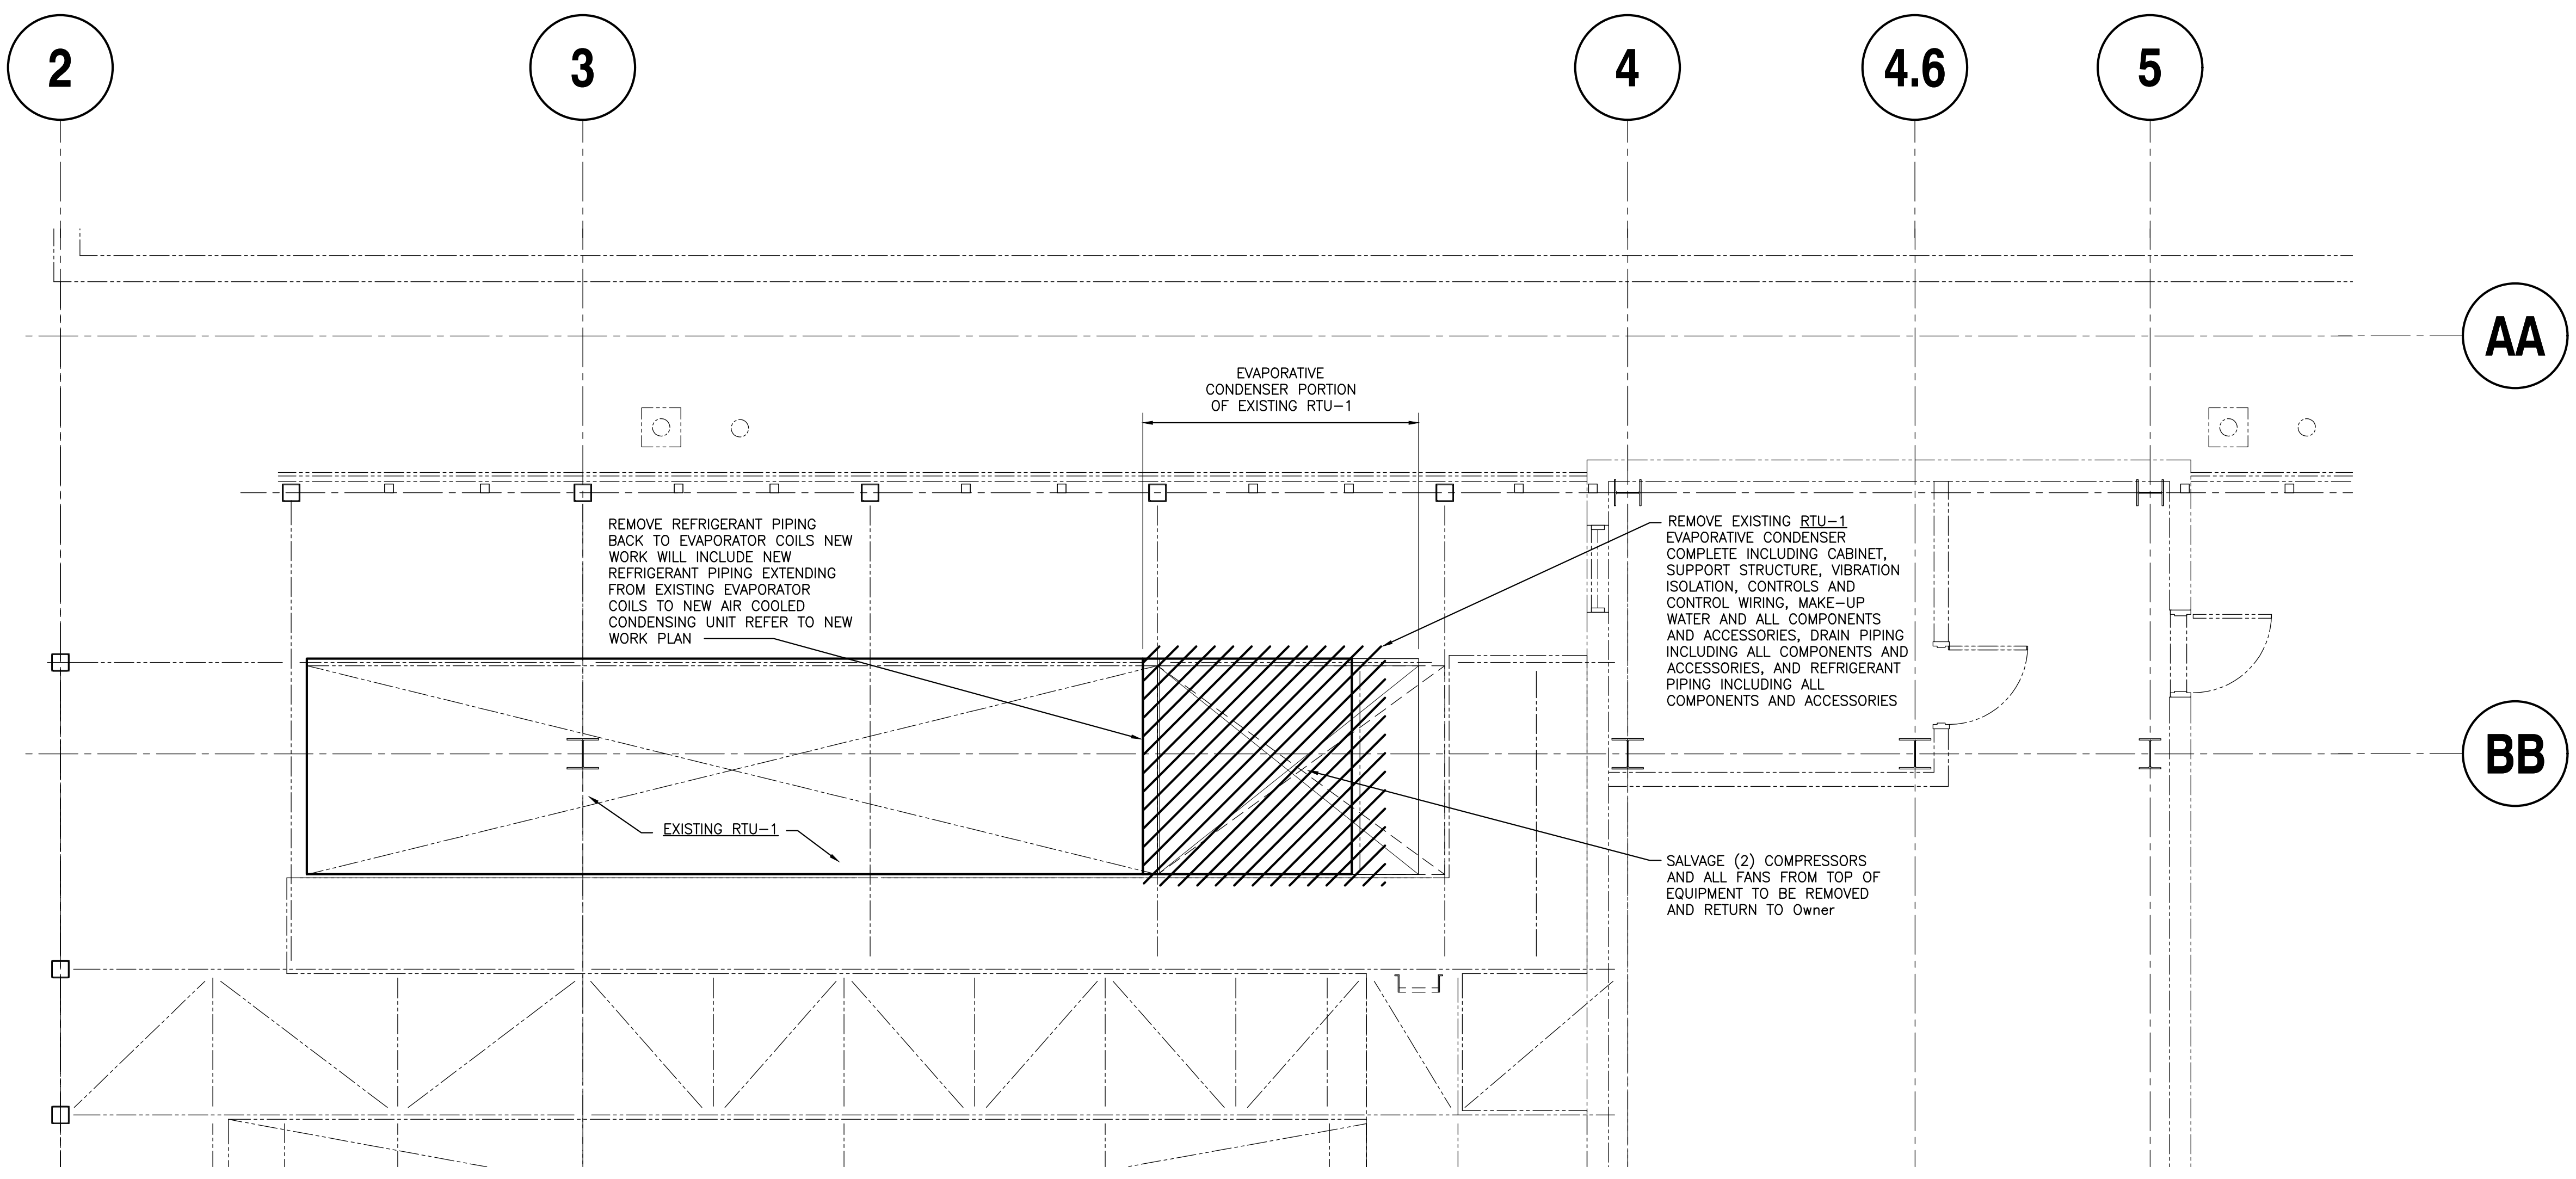 2
3
4
4.6
5
AA
EVAPORATIVE
CONDENSER PORTION
OF EXISTING RTU-1
REMOVE REFRIGERANT PIPING
BACK TO EVAPORATOR COILS NEW
WORK WILL INCLUDE NEW
REFRIGERANT PIPING EXTENDING
FROM EXISTING EVAPORATOR
COILS TO NEW AIR COOLED
CONDENSING UNIT REFER TO NEW
WORK PLAN
REMOVE EXISTING RTU-1
EVAPORATIVE CONDENSER
COMPLETE INCLUDING CABINET,
SUPPORT STRUCTURE, VIBRATION
ISOLATION, CONTROLS AND
CONTROL WIRING, MAKE-UP
WATER AND ALL COMPONENTS
AND ACCESSORIES, DRAIN PIPING
INCLUDING ALL COMPONENTS AND
ACCESSORIES, AND REFRIGERANT
PIPING INCLUDING ALL
COMPONENTS AND ACCESSORIES
BB
EXISTING RTU-1
SALVAGE (2) COMPRESSORS
AND ALL FANS FROM TOP OF
EQUIPMENT TO BE REMOVED
AND RETURN TO Owner